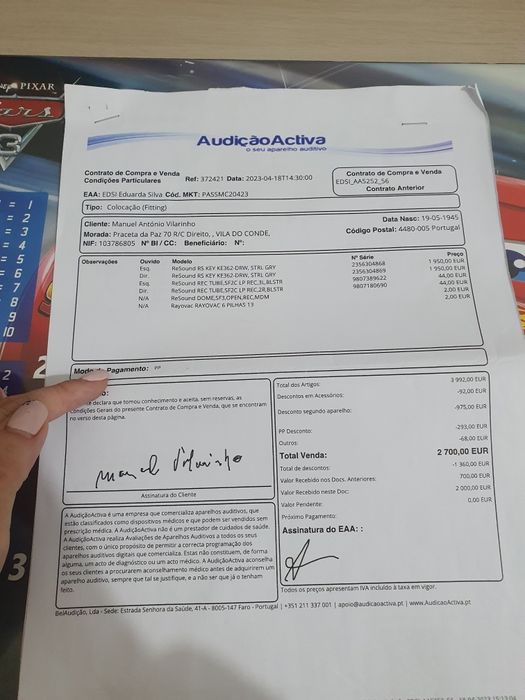 PIXAR
3
= 1
= 2
= 3
= 4
= 5
= 6
= 7
8
9
10
AudiçãoActiva
o seu aparelho auditivo
Contrato de Compra e Venda
Condições Particulares
Ref: 372421 Data: 2023-04-18T14:30:00
Contrato de Compra e Venda
EDSI_AAS252_56
Contrato Anterior
EAA: EDSI Eduarda Silva Cód. MKT: PASSMC20423
Tipo: Colocação (Fitting)
Cliente: Manuel António Vilarinho
Data Nasc: 19-05-1945
Morada: Praceta da Paz 70 R/C Direito, , VILA DO CONDE,
Código Postal: 4480-005 Portugal
NIF: 103786805 Nº BI / CC: Beneficiário: Nº:
Observações Ouvido Modelo Nº Série Preço
Esq. ReSound RS KEY KE362-DRW, STRL GRY 2356304868 1 950,00 EUR
Dir. ReSound RS KEY KE362-DRW, STRL GRY 2356304869 1 950,00 EUR
Esq. ReSound REC TUBE,SF2C LP REC,3L,BLSTR 9807389622 44,00 EUR
Dir. ReSound REC TUBE,SF2C LP REC,2R,BLSTR 9807180690 44,00 EUR
N/A ReSound DOME,SF3,OPEN,REC,MDM 2,00 EUR
N/A Rayovac RAYOVAC 6 PILHAS 13 2,00 EUR
Pagamento: PP
declara que tomou conhecimento e aceita, sem reservas, as
Condições Gerais do presente Contrato de Compra e Venda, que se encontram
no verso desta página.
Manuel Vilarinho
Assinatura do Cliente
Total dos Artigos: 3 992,00 EUR
Descontos em Acessórios: -92,00 EUR
Desconto segundo aparelho: -975,00 EUR
PP Desconto: -293,00 EUR
Outros: -68,00 EUR
Total Venda: 2 700,00 EUR
Total de descontos: -1 360,00 EUR
Valor Recebido nos Docs. Anteriores: 700,00 EUR
Valor Recebido neste Doc: 2 000,00 EUR
Valor Pendente: 0,00 EUR
Próximo Pagamento:
Assinatura do EAA: :
A AudiçãoActiva é uma empresa que comercializa aparelhos auditivos, que
estão classificados como dispositivos médicos e que podem ser vendidos sem
prescrição médica. A AudiçãoActiva não é um prestador de cuidados de saúde.
A AudiçãoActiva realiza Avaliações de Aparelhos Auditivos a todos os seus
clientes, com o único propósito de permitir a correcta programação dos
aparelhos auditivos digitais que comercializa. Estas não constituem, de forma
alguma, um acto de diagnóstico ou um acto médico. A AudiçãoActiva aconselha
os seus clientes a procurarem aconselhamento médico antes de adquirirem um
aparelho auditivo, sempre que tal se justifique, e a não ser que já o tenham
feito.
Todos os preços apresentam IVA incluído à taxa em vigor.
BelAudição, Lda - Sede: Estrada Senhora da Saúde, 41-A - 8005-147 Faro - Portugal | +351 211 337 001 | apoio@audicaoactiva.pt | www.AudicaoActiva.pt